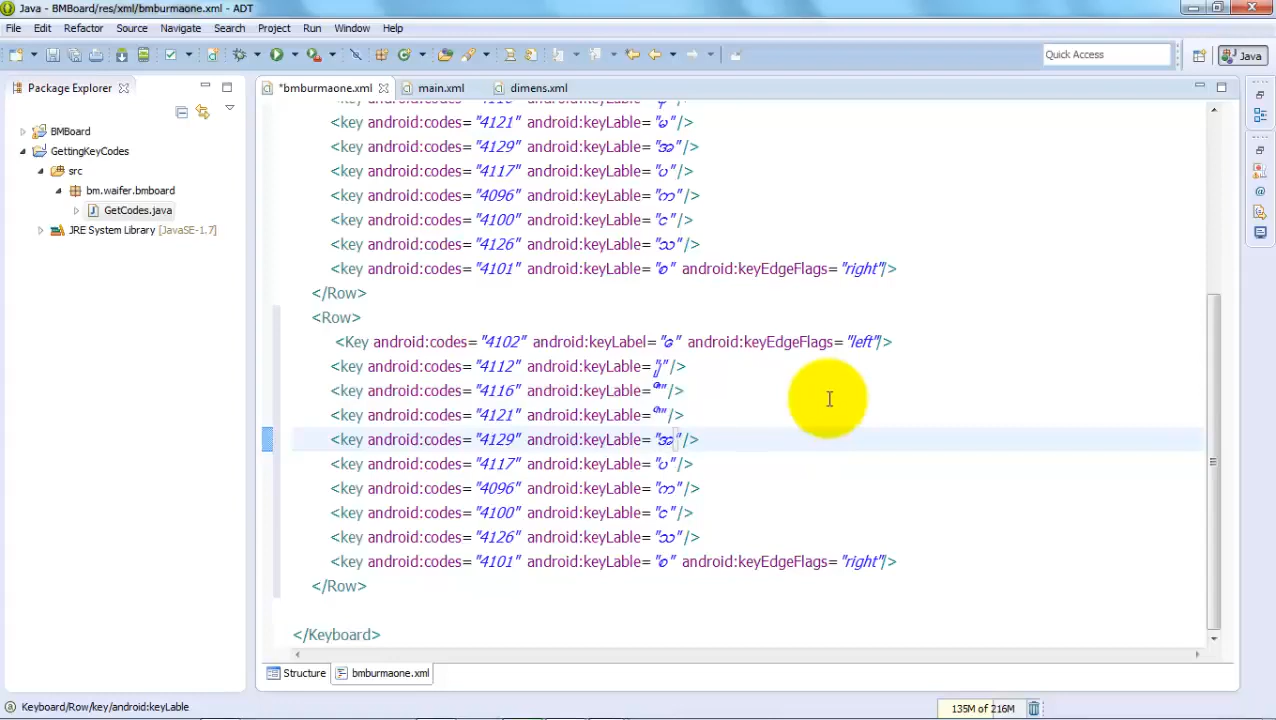 Java - BMBoard/res/xml/bmburmaone.xml - ADT
File Edit Refactor Source Navigate Search Project Run Window Help
Quick Access Java
Package Explorer
*bmburmaone.xml main.xml dimens.xml
BMBoard
GettingKeyCodes
src
bm.waifer.bmboard
GetCodes.java
JRE System Library [JavaSE-1.7]
<key android:codes="4121" android:keyLable="မ"/>
<key android:codes="4129" android:keyLable="အ"/>
<key android:codes="4117" android:keyLable="ပ"/>
<key android:codes="4096" android:keyLable="က"/>
<key android:codes="4100" android:keyLable="င"/>
<key android:codes="4126" android:keyLable="သ"/>
<key android:codes="4101" android:keyLable="စ" android:keyEdgeFlags="right"/>
</Row>
<Row>
<Key android:codes="4102" android:keyLabel="ေ" android:keyEdgeFlags="left"/>
<key android:codes="4112" android:keyLable="ျ"/>
<key android:codes="4116" android:keyLable="ိ"/>
<key android:codes="4121" android:keyLable="်"/>
<key android:codes="4129" android:keyLable="အ"/>
<key android:codes="4117" android:keyLable="ပ"/>
<key android:codes="4096" android:keyLable="က"/>
<key android:codes="4100" android:keyLable="င"/>
<key android:codes="4126" android:keyLable="သ"/>
<key android:codes="4101" android:keyLable="စ" android:keyEdgeFlags="right"/>
</Row>
</Keyboard>
Structure bmburmaone.xml
Keyboard/Row/key/android:keyLable
135M of 216M